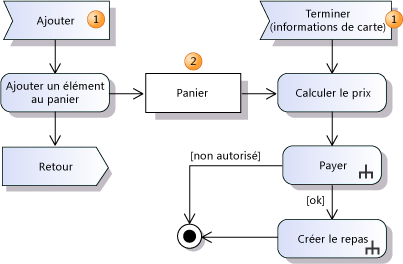 Ajouter
1
Terminer
(informations de carte)
1
2
Ajouter un élément
au panier
Panier
Calculer le prix
Retour
[non autorisé]
Payer
[ok]
Créer le repas